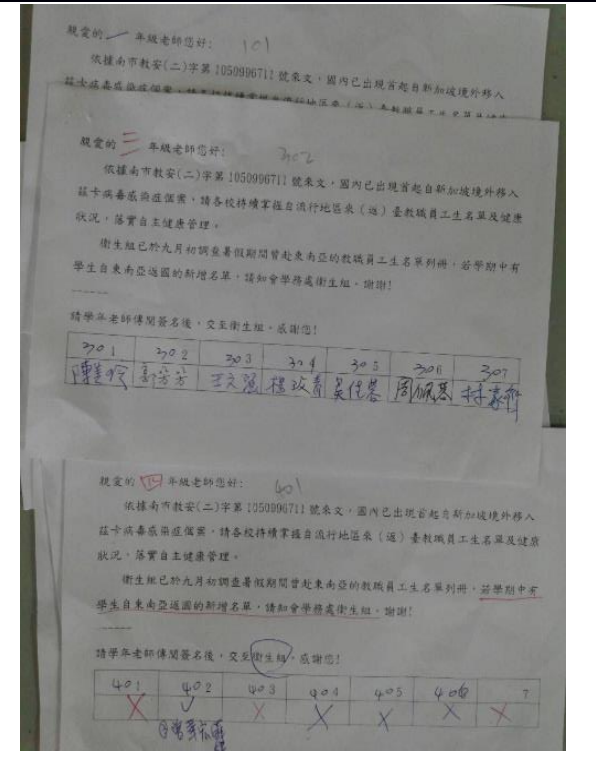 親愛的 一 年級老師您好： 101
依據南市教安(二)字第1050996711號來文，國內已出現首起自新加坡境外移入
親愛的 三 年級老師您好： 302
依據南市教安(二)字第1050996711號來文，國內已出現首起自新加坡境外移入
茲卡病毒感染症個案，請各校持續掌握自流行地區來（返）臺教職員工生名單及健康
狀況，落實自主健康管理。
衛生組已於九月初調查暑假期間曾赴東南亞的教職員工生名單列冊，若學期中有
學生自東南亞返國的新增名單，請知會學務處衛生組。謝謝!
-----
請學年老師傳閱簽名後，交至衛生組。感謝您!
301 302 303 304 305 306 307
親愛的 四 年級老師您好： 401
依據南市教安(二)字第1050996711號來文，國內已出現首起自新加坡境外移入
茲卡病毒感染症個案，請各校持續掌握自流行地區來（返）臺教職員工生名單及健康
狀況，落實自主健康管理。
衛生組已於九月初調查暑假期間曾赴東南亞的教職員工生名單列冊，若學期中有
學生自東南亞返國的新增名單，請知會學務處衛生組。謝謝!
-----
請學年老師傳閱簽名後，交至衛生組。感謝您!
401 402 403 404 405 406 7